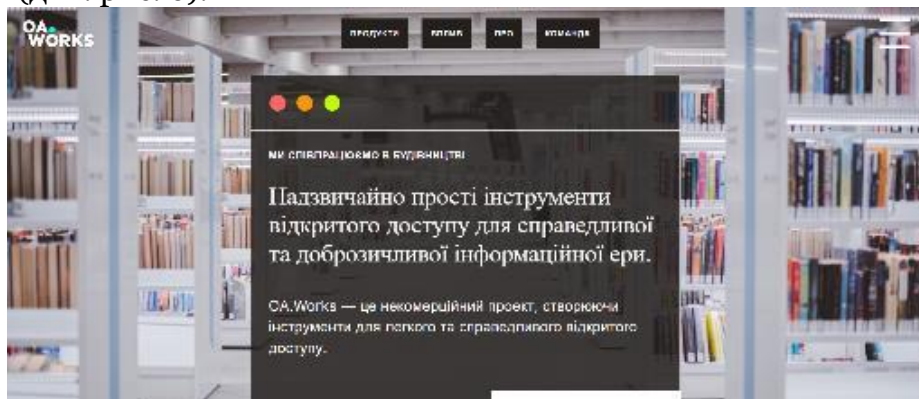 OA.
WORKS
ПРОДУКТИ ВПЛИВ ПРО КОМАНДА
МИ СПІВПРАЦЮЄМО В БУДІВНИЦТВІ
Надзвичайно прості інструменти
відкритого доступу для справедливої
та доброзичливої інформаційної ери.
OA.Works — це некомерційний проект, створюючи
інструменти для легкого та справедливого відкритого
доступу.